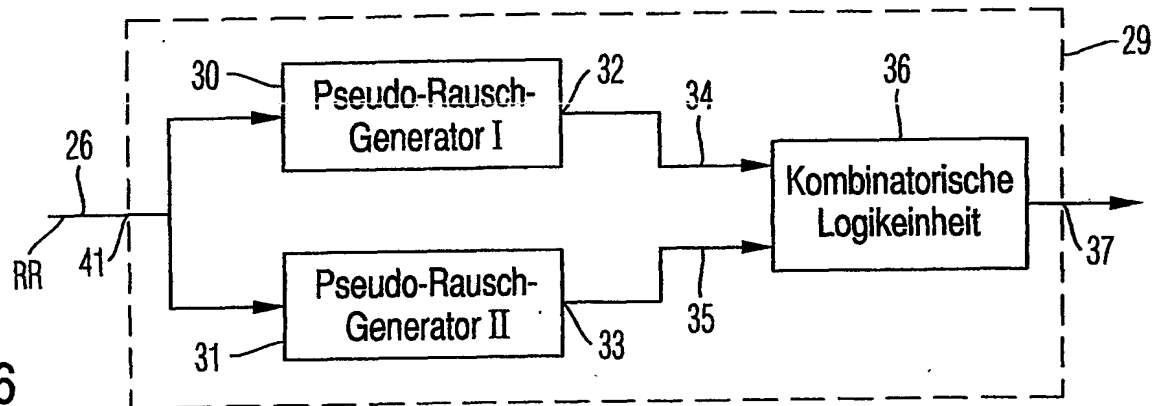 29
30
Pseudo-Rausch-
Generator I
32
34
36
26
RR
41
Kombinatorische
Logikeinheit
37
31
Pseudo-Rausch-
Generator II
33
35
6